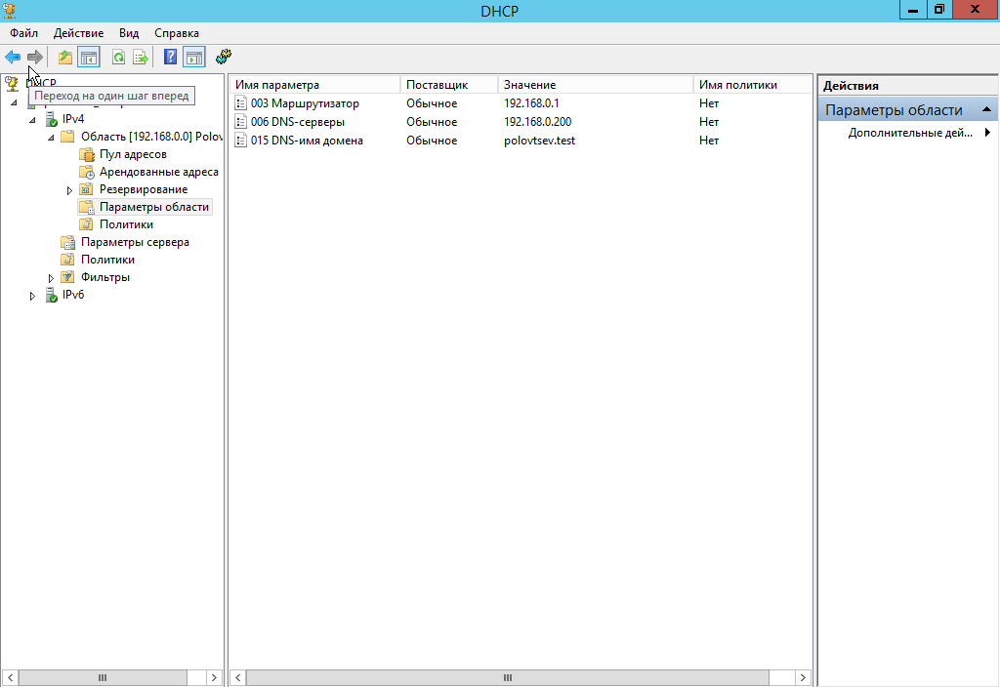 DHCP
Файл Действие Вид Справка
DHCP
Переход на один шаг вперед
IPv4
Область [192.168.0.0] Polov
Пул адресов
Арендованные адреса
Резервирование
Параметры области
Политики
Параметры сервера
Политики
Фильтры
IPv6
Имя параметра Поставщик Значение Имя политики
003 Маршрутизатор Обычное 192.168.0.1 Нет
006 DNS-серверы Обычное 192.168.0.200 Нет
015 DNS-имя домена Обычное polovtsev.test Нет
Действия
Параметры области
Дополнительные дей...